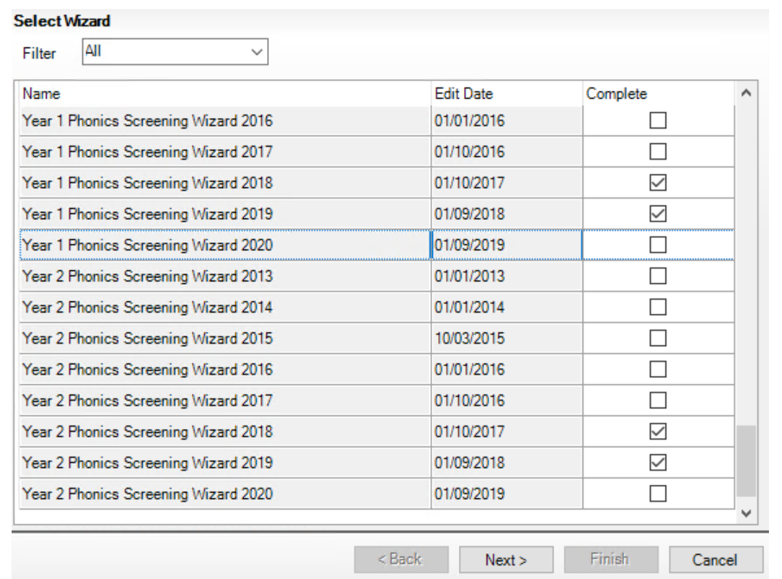 Select Wizard
Filter All
Name Edit Date Complete
Year 1 Phonics Screening Wizard 2016 01/01/2016
Year 1 Phonics Screening Wizard 2017 01/10/2016
Year 1 Phonics Screening Wizard 2018 01/10/2017
Year 1 Phonics Screening Wizard 2019 01/09/2018
Year 1 Phonics Screening Wizard 2020 01/09/2019
Year 2 Phonics Screening Wizard 2013 01/01/2013
Year 2 Phonics Screening Wizard 2014 01/01/2014
Year 2 Phonics Screening Wizard 2015 10/03/2015
Year 2 Phonics Screening Wizard 2016 01/01/2016
Year 2 Phonics Screening Wizard 2017 01/10/2016
Year 2 Phonics Screening Wizard 2018 01/10/2017
Year 2 Phonics Screening Wizard 2019 01/09/2018
Year 2 Phonics Screening Wizard 2020 01/09/2019
< Back Next > Finish Cancel